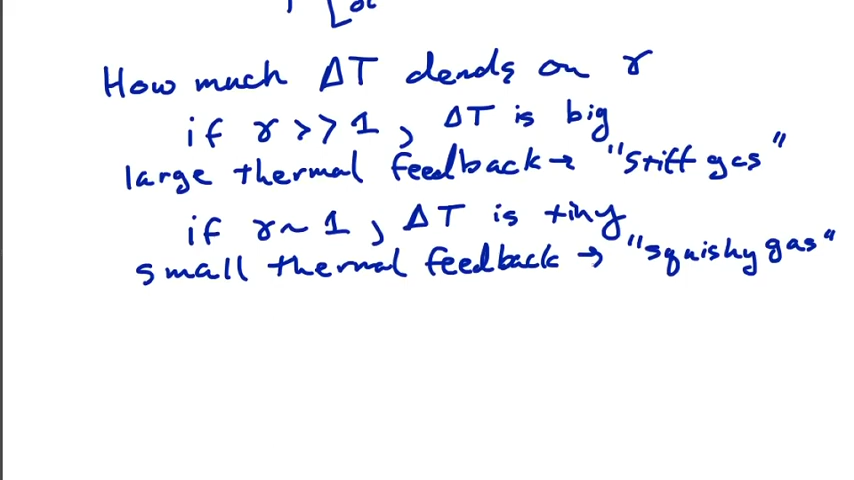 How much ΔT dends on γ
if γ >> 1, ΔT is big
large thermal feedback → "stiff gas"
if γ ~ 1, ΔT is tiny
small thermal feedback → "squishy gas"